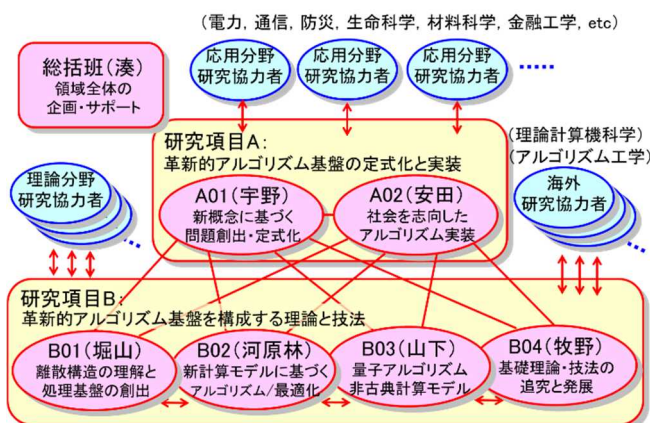 (電力, 通信, 防災, 生命科学, 材料科学, 金融工学, etc)
総括班(湊)
領域全体の
企画・サポート
応用分野
研究協力者
応用分野
研究協力者
応用分野
研究協力者
研究項目A:
革新的アルゴリズム基盤の定式化と実装
(理論計算機科学)
(アルゴリズム工学)
理論分野
研究協力者
A01(宇野)
新概念に基づく
問題創出・定式化
A02(安田)
社会を志向した
アルゴリズム実装
海外
研究協力者
研究項目B:
革新的アルゴリズム基盤を構成する理論と技法
B01(堀山)
離散構造の理解と
処理基盤の創出
B02(河原林)
新計算モデルに基づく
アルゴリズム/最適化
B03(山下)
量子アルゴリズム
非古典計算モデル
B04(牧野)
基礎理論・技法の
追究と発展